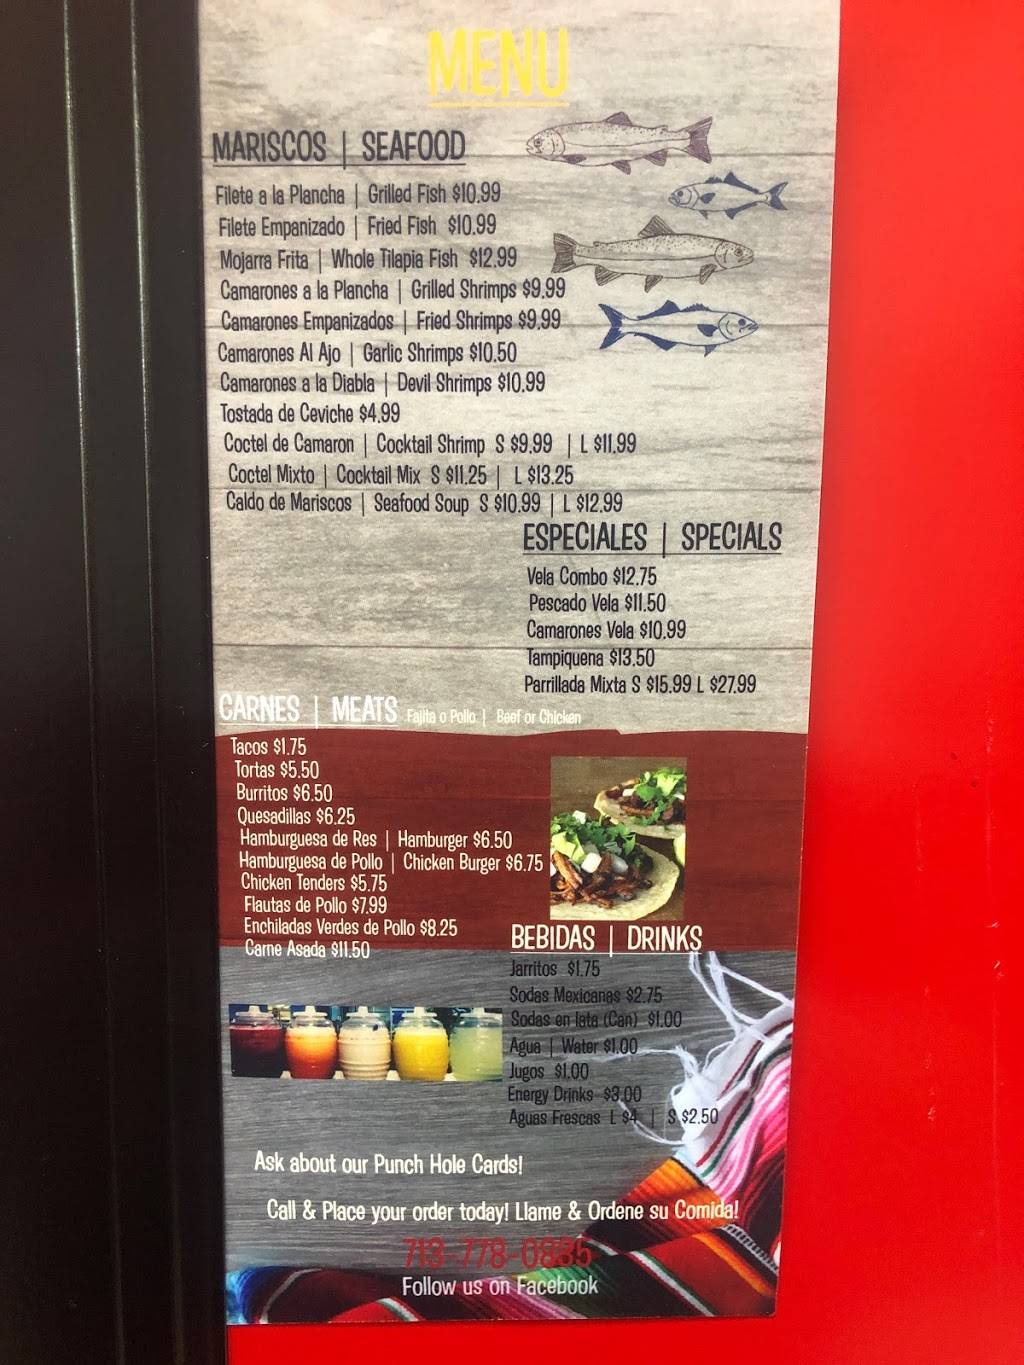 MENU
MARISCOS | SEAFOOD
Filete a la Plancha | Grilled Fish $10.99
Filete Empanizado | Fried Fish $10.99
Mojarra Frita | Whole Tilapia Fish $12.99
Camarones a la Plancha | Grilled Shrimps $9.99
Camarones Empanizados | Fried Shrimps $9.99
Camarones Al Ajo | Garlic Shrimps $10.50
Camarones a la Diabla | Devil Shrimps $10.99
Tostada de Ceviche $4.99
Coctel de Camaron | Cocktail Shrimp S $9.99 | L $11.99
Coctel Mixto | Cocktail Mix S $11.25 | L $13.25
Caldo de Mariscos | Seafood Soup S $10.99 | L $12.99
ESPECIALES | SPECIALS
Vela Combo $12.75
Pescado Vela $11.50
Camarones Vela $10.99
Tampiquena $13.50
Parrillada Mixta S $15.99 L $27.99
CARNES | MEATS Fajita o Pollo | Beef or Chicken
Tacos $1.75
Tortas $5.50
Burritos $6.50
Quesadillas $6.25
Hamburguesa de Res | Hamburger $6.50
Hamburguesa de Pollo | Chicken Burger $6.75
Chicken Tenders $5.75
Flautas de Pollo $7.99
Enchiladas Verdes de Pollo $8.25
Carne Asada $11.50
BEBIDAS | DRINKS
Jarritos $1.75
Sodas Mexicanas $2.75
Sodas en lata (Can) $1.00
Agua | Water $1.00
Jugos $1.00
Energy Drinks $3.00
Aguas Frescas L $4 | S $2.50
Ask about our Punch Hole Cards!
Call & Place your order today! Llame & Ordene su Comida!
713-778-0835
Follow us on Facebook